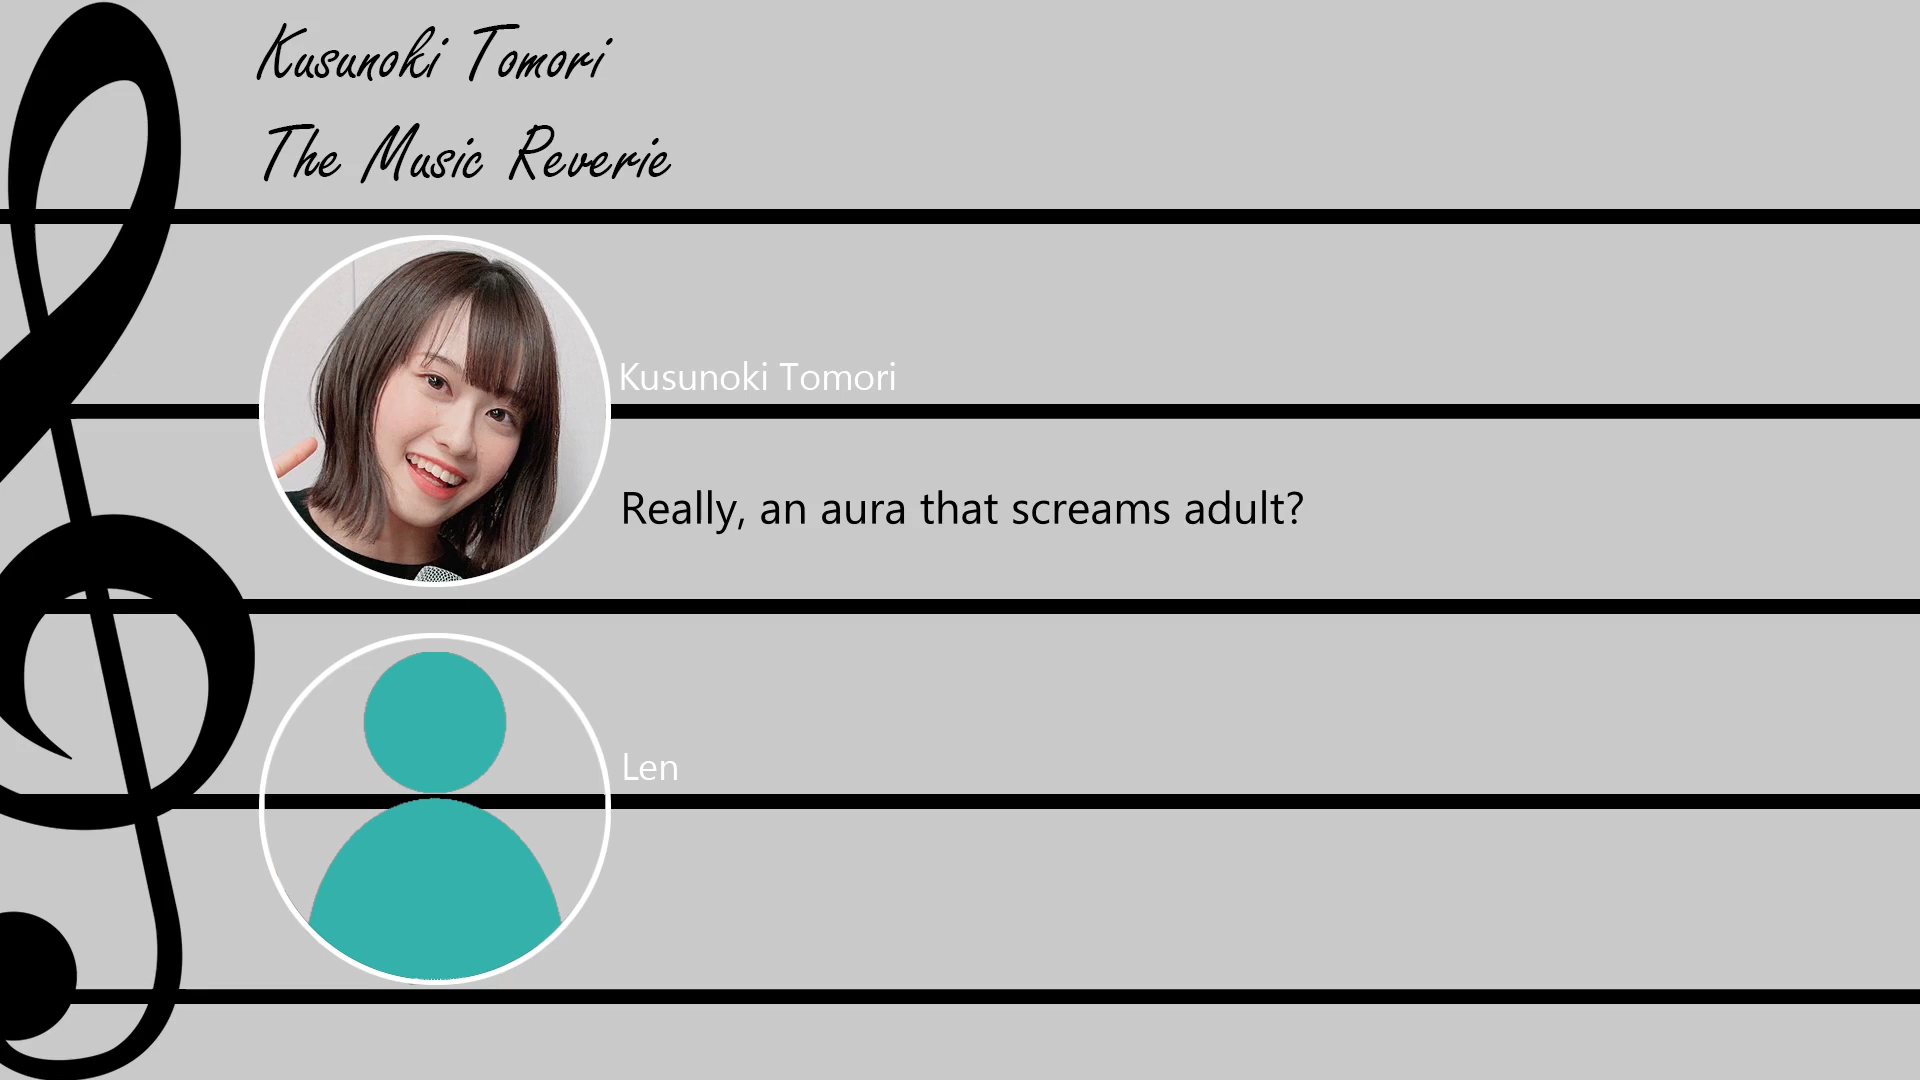 Kusunoki Tomori
The Music Reverie
Kusunoki Tomori
Really, an aura that screams adult?
Len